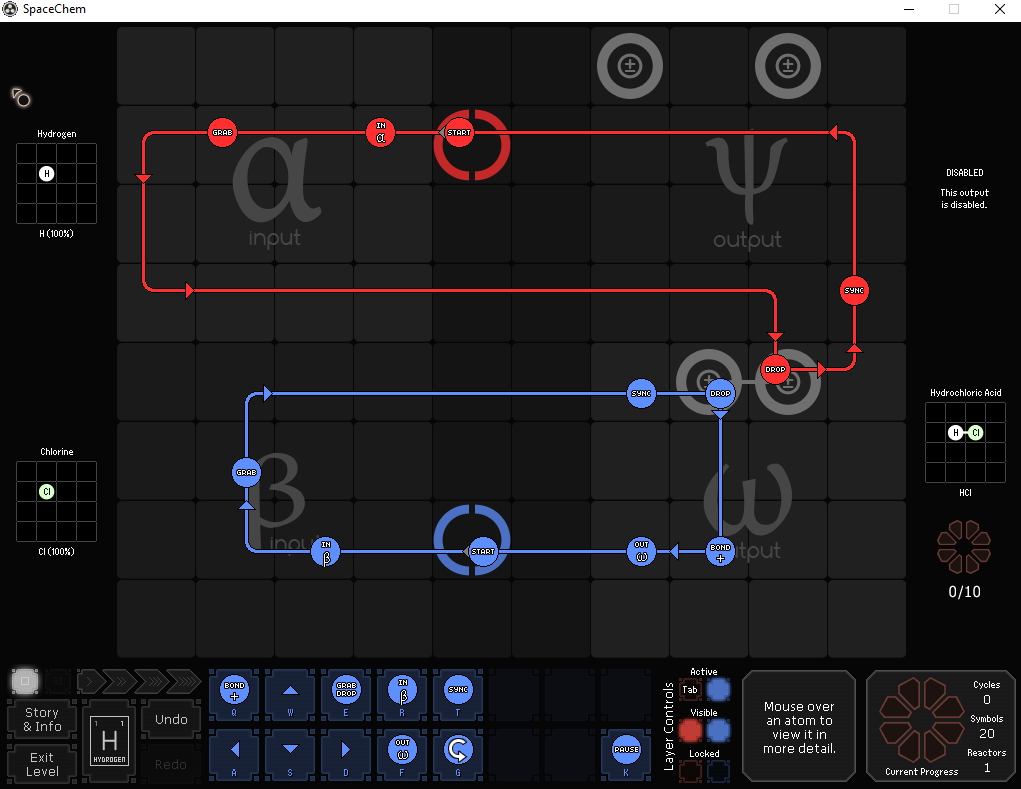 SpaceChem
Hydrogen
H
H (100%)
GRAB
IN
α
START
α
input
Ψ
output
DISABLED
This output
is disabled.
SYNC
DROP
SYNC
DROP
Hydrochloric Acid
H Cl
HCl
0/10
Chlorine
Cl
Cl (100%)
GRAB
β
input
IN
β
START
OUT
ω
BOND
+
ω
output
Story
& Info
Exit
Level
1 1
H
HYDROGEN
Undo
Redo
BOND
+
Q
W
GRAB
DROP
E
IN
β
R
SYNC
T
A
S
D
OUT
ω
F
G
PAUSE
K
Layer Controls
Active
Tab
Visible
Locked
Mouse over
an atom to
view it in
more detail.
Current Progress
Cycles
0
Symbols
20
Reactors
1